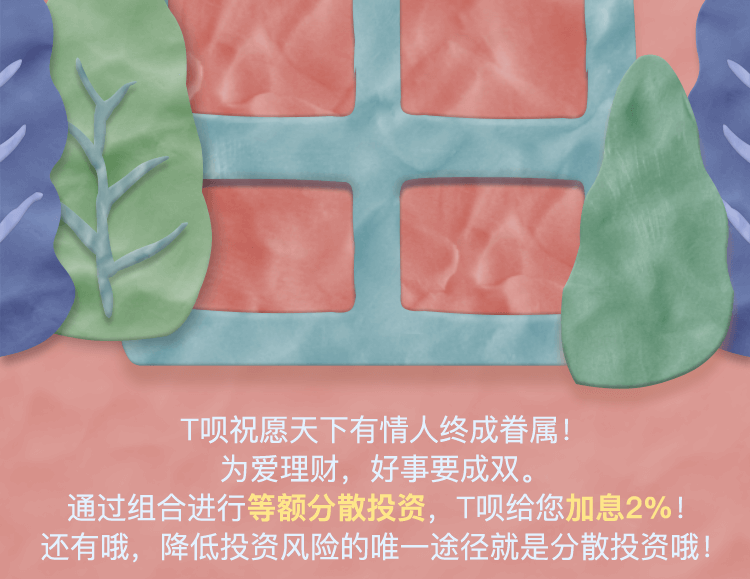 T呗祝愿天下有情人终成眷属！
为爱理财，好事要成双。
通过组合进行等额分散投资，T呗给您加息2%！
还有哦，降低投资风险的唯一途径就是分散投资哦！